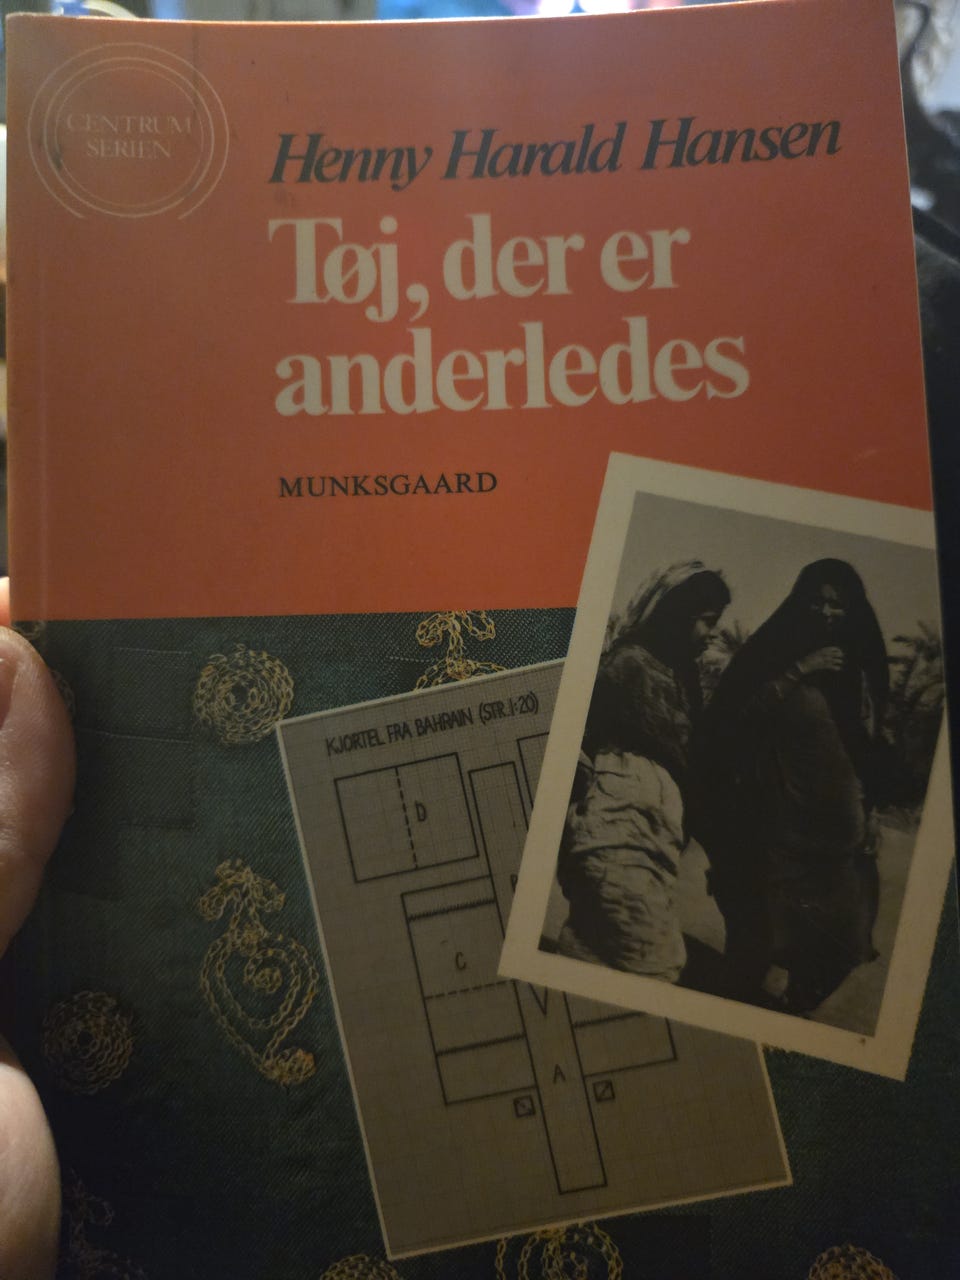 CENTRUM
SERIEN
Henny Harald Hansen
Tøj, der er
anderledes
MUNKSGAARD
KJORTEL FRA BAHRAIN (STR. 1:20)
D
C
A